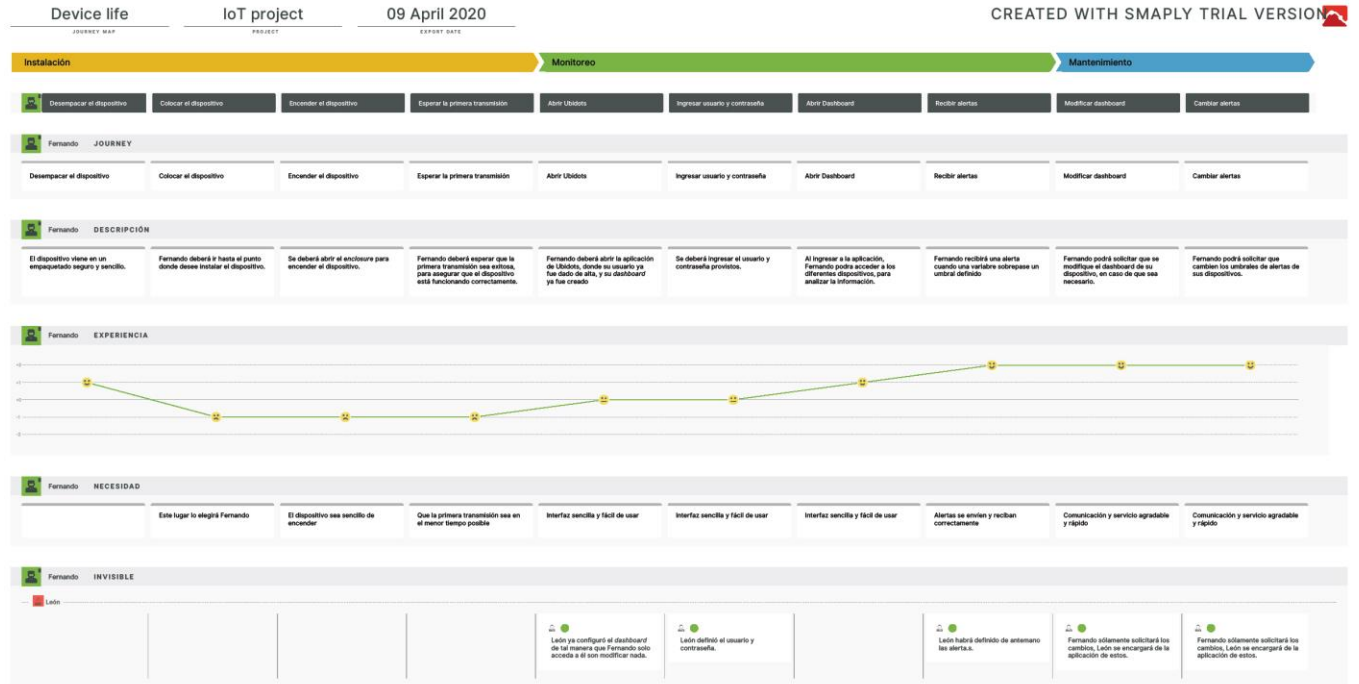 Device life
JOURNEY MAP
IoT project
PROJECT
09 April 2020
EXPORT DATE
CREATED WITH SMAPLY TRIAL VERSION
Instalación
Monitoreo
Mantenimiento
Desempacar el dispositivo
Colocar el dispositivo
Encender el dispositivo
Esperar la primera transmisión
Abrir Ubidots
Ingresar usuario y contraseña
Abrir Dashboard
Recibir alertas
Modificar dashboard
Cambiar alertas
Fernando JOURNEY
Desempacar el dispositivo
Colocar el dispositivo
Encender el dispositivo
Esperar la primera transmisión
Abrir Ubidots
Ingresar usuario y contraseña
Abrir Dashboard
Recibir alertas
Modificar dashboard
Cambiar alertas
Fernando DESCRIPCIÓN
El dispositivo viene en un
empaquetado seguro y sencillo.
Fernando deberá ir hasta el punto
donde desee instalar el dispositivo.
Se deberá abrir el enclosure para
encender el dispositivo.
Fernando deberá esperar que la
primera transmisión sea exitosa,
para asegurar que el dispositivo
está funcionando correctamente.
Fernando deberá abrir la aplicación
de Ubidots, donde su usuario ya
fue dado de alta, y su dashboard
ya fue creado
Se deberá ingresar el usuario y
contraseña provistos.
Al ingresar a la aplicación,
Fernando podra acceder a los
diferentes dispositivos, para
analizar la información.
Fernando recibirá una alerta
cuando una variabre sobrepase un
umbral definido
Fernando podrá solicitar que se
modifique el dashboard de su
dispositivo, en caso de que sea
necesario.
Fernando podrá solicitar que
cambien los umbrales de alertas de
sus dispositivos.
Fernando EXPERIENCIA
+2
+1
+0
-1
-2
Fernando NECESIDAD
Este lugar lo elegirá Fernando
El dispositivo sea sencillo de
encender
Que la primera transmisión sea en
el menor tiempo posible
Interfaz sencilla y fácil de usar
Interfaz sencilla y fácil de usar
Interfaz sencilla y fácil de usar
Alertas se envíen y reciban
correctamente
Comunicación y servicio agradable
y rápido
Comunicación y servicio agradable
y rápido
Fernando INVISIBLE
León
León ya configuró el dashboard
de tal manera que Fernando solo
acceda a él son modificar nada.
León definió el usuario y
contraseña.
León habrá definido de antemano
las alerta.s.
Fernando sólamente solicitará los
cambios, León se encargará de la
aplicación de estos.
Fernando sólamente solicitará los
cambios, León se encargará de la
aplicación de estos.